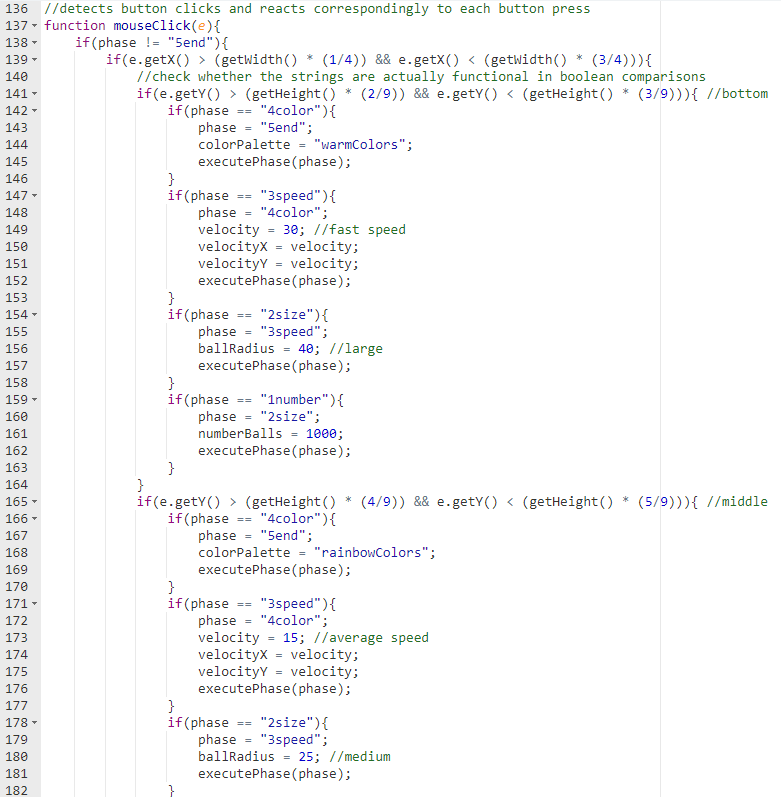 136 //detects button clicks and reacts correspondingly to each button press
137 function mouseClick(e){
138     if(phase != "5end"){
139         if(e.getX() > (getWidth() * (1/4)) && e.getX() < (getWidth() * (3/4))){
140             //check whether the strings are actually functional in boolean comparisons
141             if(e.getY() > (getHeight() * (2/9)) && e.getY() < (getHeight() * (3/9))){ //bottom
142                 if(phase == "4color"){
143                     phase = "5end";
144                     colorPalette = "warmColors";
145                     executePhase(phase);
146                 }
147                 if(phase == "3speed"){
148                     phase = "4color";
149                     velocity = 30; //fast speed
150                     velocityX = velocity;
151                     velocityY = velocity;
152                     executePhase(phase);
153                 }
154                 if(phase == "2size"){
155                     phase = "3speed";
156                     ballRadius = 40; //large
157                     executePhase(phase);
158                 }
159                 if(phase == "1number"){
160                     phase = "2size";
161                     numberBalls = 1000;
162                     executePhase(phase);
163                 }
164             }
165             if(e.getY() > (getHeight() * (4/9)) && e.getY() < (getHeight() * (5/9))){ //middle
166                 if(phase == "4color"){
167                     phase = "5end";
168                     colorPalette = "rainbowColors";
169                     executePhase(phase);
170                 }
171                 if(phase == "3speed"){
172                     phase = "4color";
173                     velocity = 15; //average speed
174                     velocityX = velocity;
175                     velocityY = velocity;
176                     executePhase(phase);
177                 }
178                 if(phase == "2size"){
179                     phase = "3speed";
180                     ballRadius = 25; //medium
181                     executePhase(phase);
182                 }